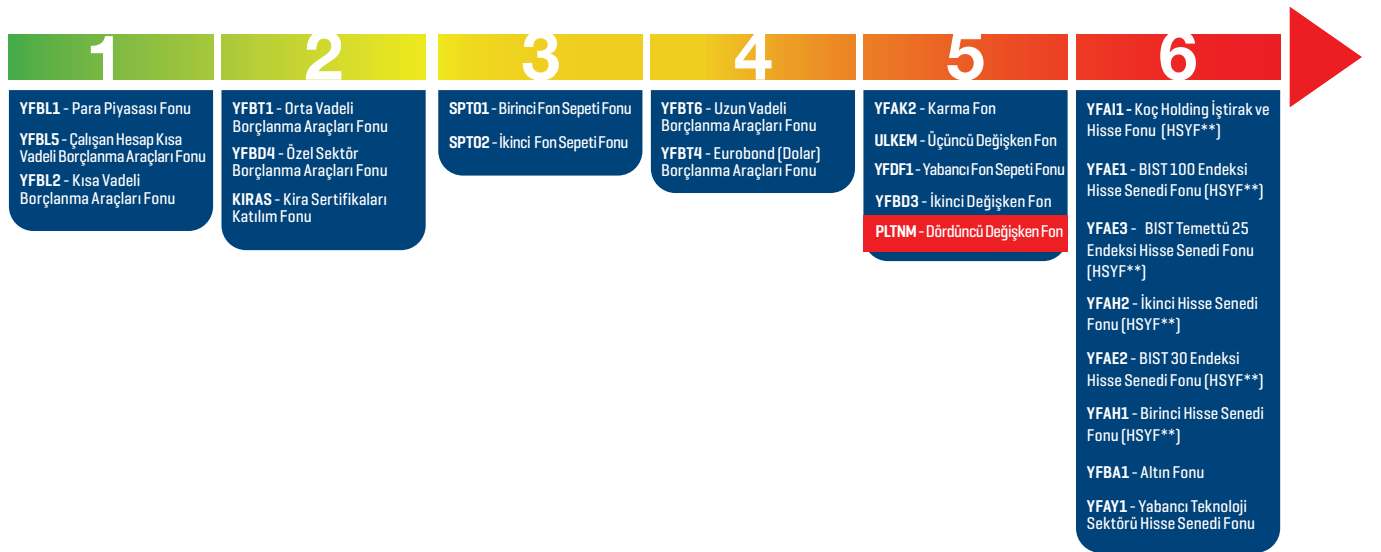 1
YFBL1 - Para Piyasası Fonu
YFBL5 - Çalışan Hesap Kısa
Vadeli Borçlanma Araçları Fonu
YFBL2 - Kısa Vadeli
Borçlanma Araçları Fonu
2
YFBT1 - Orta Vadeli
Borçlanma Araçları Fonu
YFBD4 - Özel Sektör
Borçlanma Araçları Fonu
KIRAS - Kira Sertifikaları
Katılım Fonu
3
SPT01 - Birinci Fon Sepeti Fonu
SPT02 - İkinci Fon Sepeti Fonu
4
YFBT6 - Uzun Vadeli
Borçlanma Araçları Fonu
YFBT4 - Eurobond (Dolar)
Borçlanma Araçları Fonu
5
YFAK2 - Karma Fon
ULKEM - Üçüncü Değişken Fon
YFDF1 - Yabancı Fon Sepeti Fonu
YFBD3 - İkinci Değişken Fon
PLTNM - Dördüncü Değişken Fon
6
YFAI1 - Koç Holding İştirak ve
Hisse Fonu (HSYF**)
YFAE1 - BIST 100 Endeksi
Hisse Senedi Fonu (HSYF**)
YFAE3 - BIST Temettü 25
Endeksi Hisse Senedi Fonu
(HSYF**)
YFAH2 - İkinci Hisse Senedi
Fonu (HSYF**)
YFAE2 - BIST 30 Endeksi
Hisse Senedi Fonu (HSYF**)
YFAH1 - Birinci Hisse Senedi
Fonu (HSYF**)
YFBA1 - Altın Fonu
YFAY1 - Yabancı Teknoloji
Sektörü Hisse Senedi Fonu